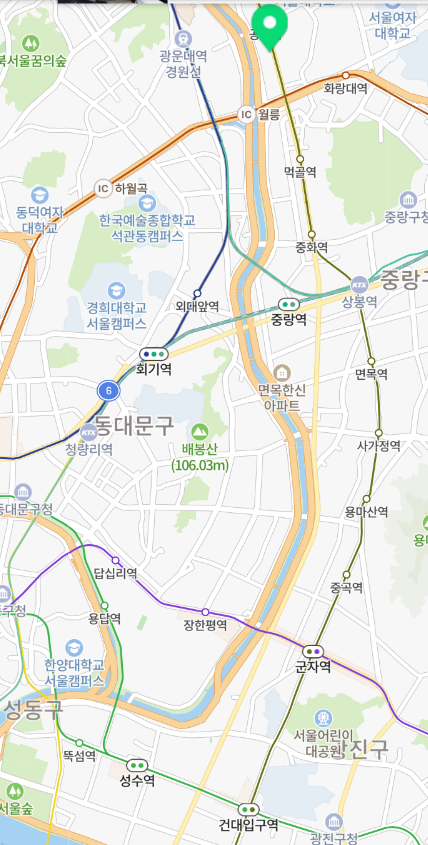 서울여자
대학교
광운대역
경원선
북서울꿈의숲
화랑대역
IC 월릉
먹골역
IC 하월곡
동덕여자
대학교
한국예술종합학교
석관동캠퍼스
중랑구청
중화역
중랑구
KTX
상봉역
경희대학교
서울캠퍼스
외대앞역
중랑역
회기역
면목역
6
면목한신
아파트
동대문구
KTX
청량리역
배봉산
(106.03m)
사가정역
동대문구청
용마산역
답십리역
중곡역
용답역
장한평역
한양대학교
서울캠퍼스
군자역
성동구
서울어린이
대공원
광진구
뚝섬역
성수역
서울숲
건대입구역
광진구청